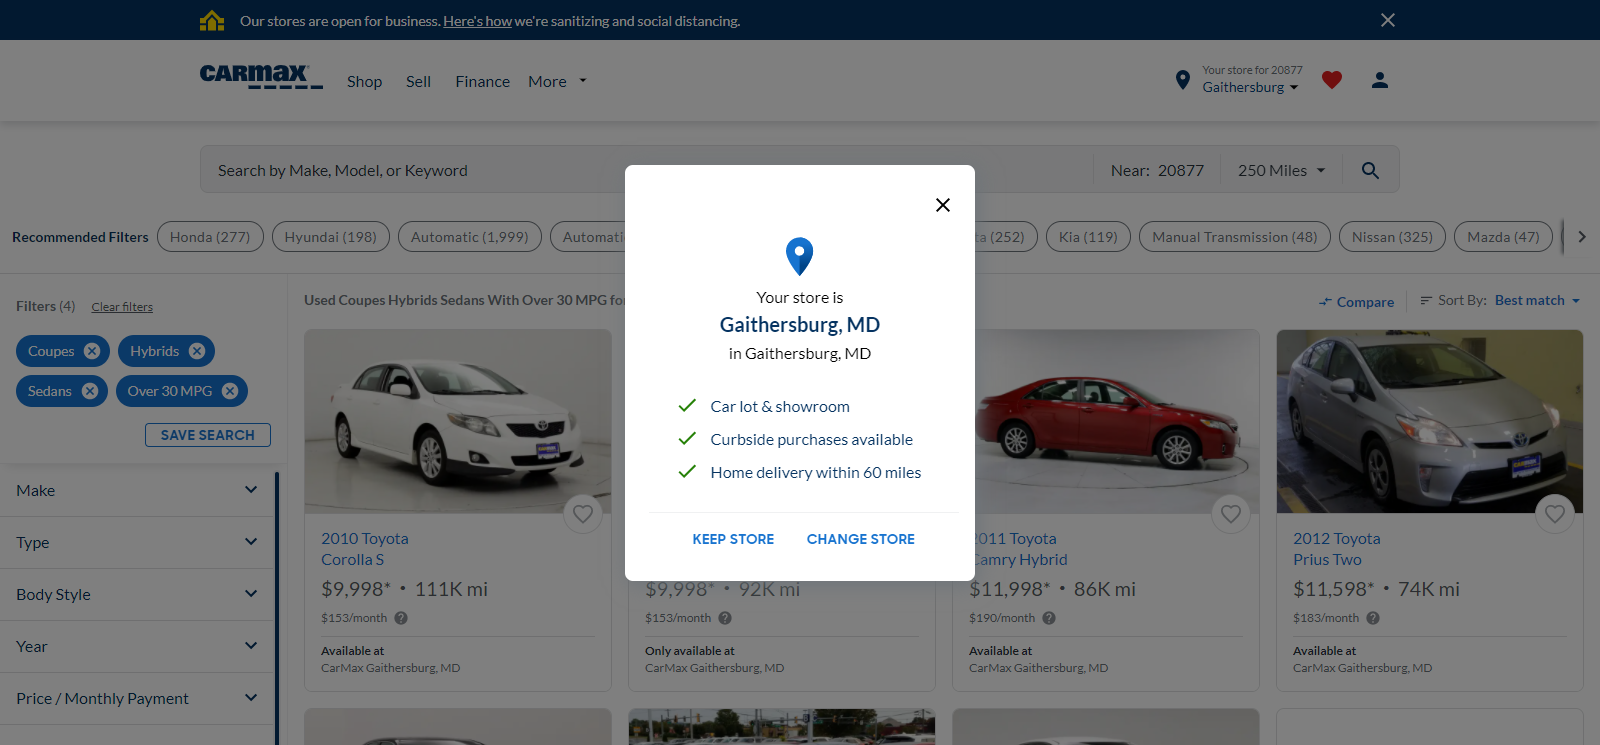 Our stores are open for business. Here's how we're sanitizing and social distancing.
CARMAX
Shop
Sell
Finance
More
Your store for 20877
Gaithersburg
Search by Make, Model, or Keyword
Near: 20877
250 Miles
Recommended Filters
Honda (277)
Hyundai (198)
Automatic (1,999)
Automati
(252)
Kia (119)
Manual Transmission (48)
Nissan (325)
Mazda (47)
Filters (4)
Clear filters
Coupes
Hybrids
Sedans
Over 30 MPG
SAVE SEARCH
Make
Type
Body Style
Year
Price / Monthly Payment
Used Coupes Hybrids Sedans With Over 30 MPG fo
Compare
Sort By: Best match
Your store is
Gaithersburg, MD
in Gaithersburg, MD
Car lot & showroom
Curbside purchases available
Home delivery within 60 miles
KEEP STORE
CHANGE STORE
2010 Toyota
Corolla S
$9,998* • 111K mi
$153/month
Available at
CarMax Gaithersburg, MD
$9,998* • 92K mi
$153/month
Only available at
CarMax Gaithersburg, MD
2011 Toyota
Camry Hybrid
$11,998* • 86K mi
$190/month
Available at
CarMax Gaithersburg, MD
2012 Toyota
Prius Two
$11,598* • 74K mi
$183/month
Available at
CarMax Gaithersburg, MD